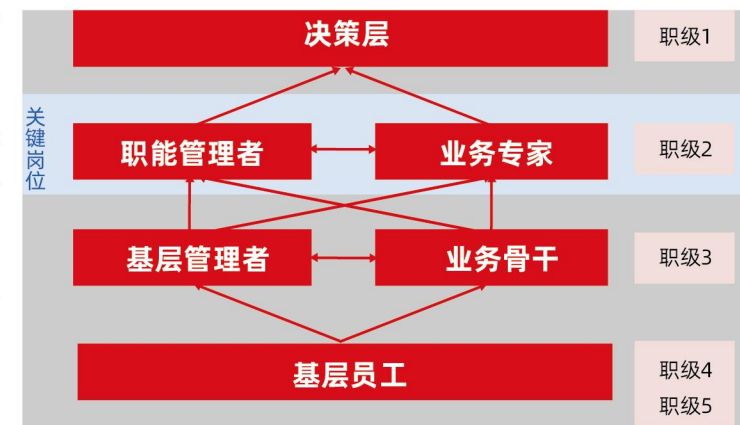 决策层 职级1
关键岗位
职能管理者 业务专家 职级2
基层管理者 业务骨干 职级3
基层员工 职级4
职级5